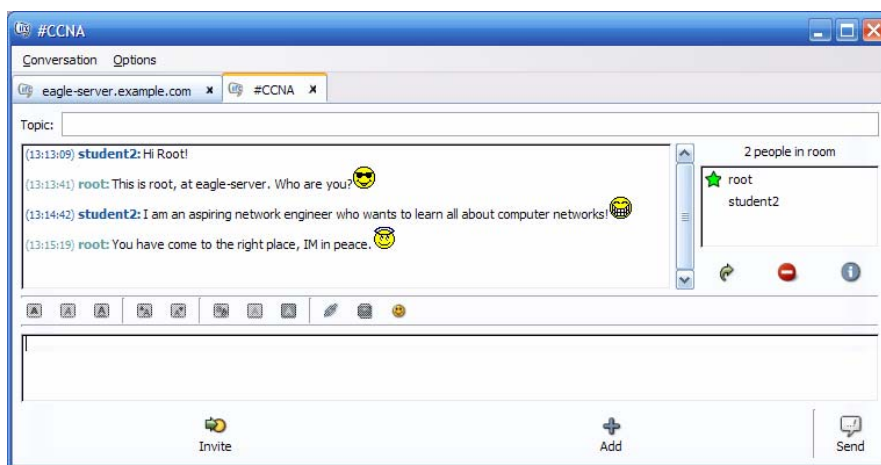 #CCNA
Conversation Options
eagle-server.example.com #CCNA
Topic:
(13:13:09) student2: Hi Root!
(13:13:41) root: This is root, at eagle-server. Who are you?
(13:14:42) student2: I am an aspiring network engineer who wants to learn all about computer networks!
(13:15:19) root: You have come to the right place, IM in peace.
2 people in room
root
student2
Invite
Add
Send